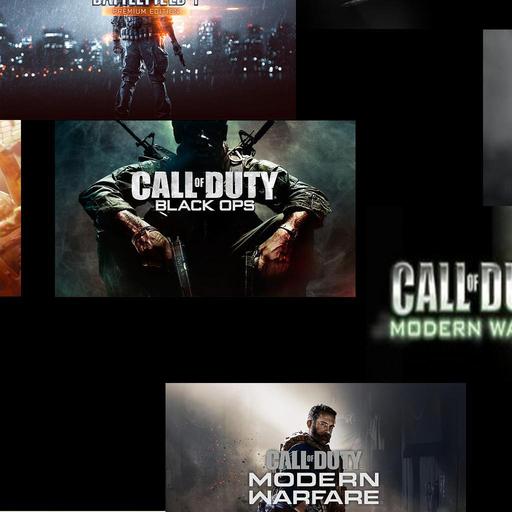 PREMIUM EDITION
CALL OF DUTY
BLACK OPS
CALL OF DU
MODERN WA
CALL OF DUTY
MODERN
WARFARE